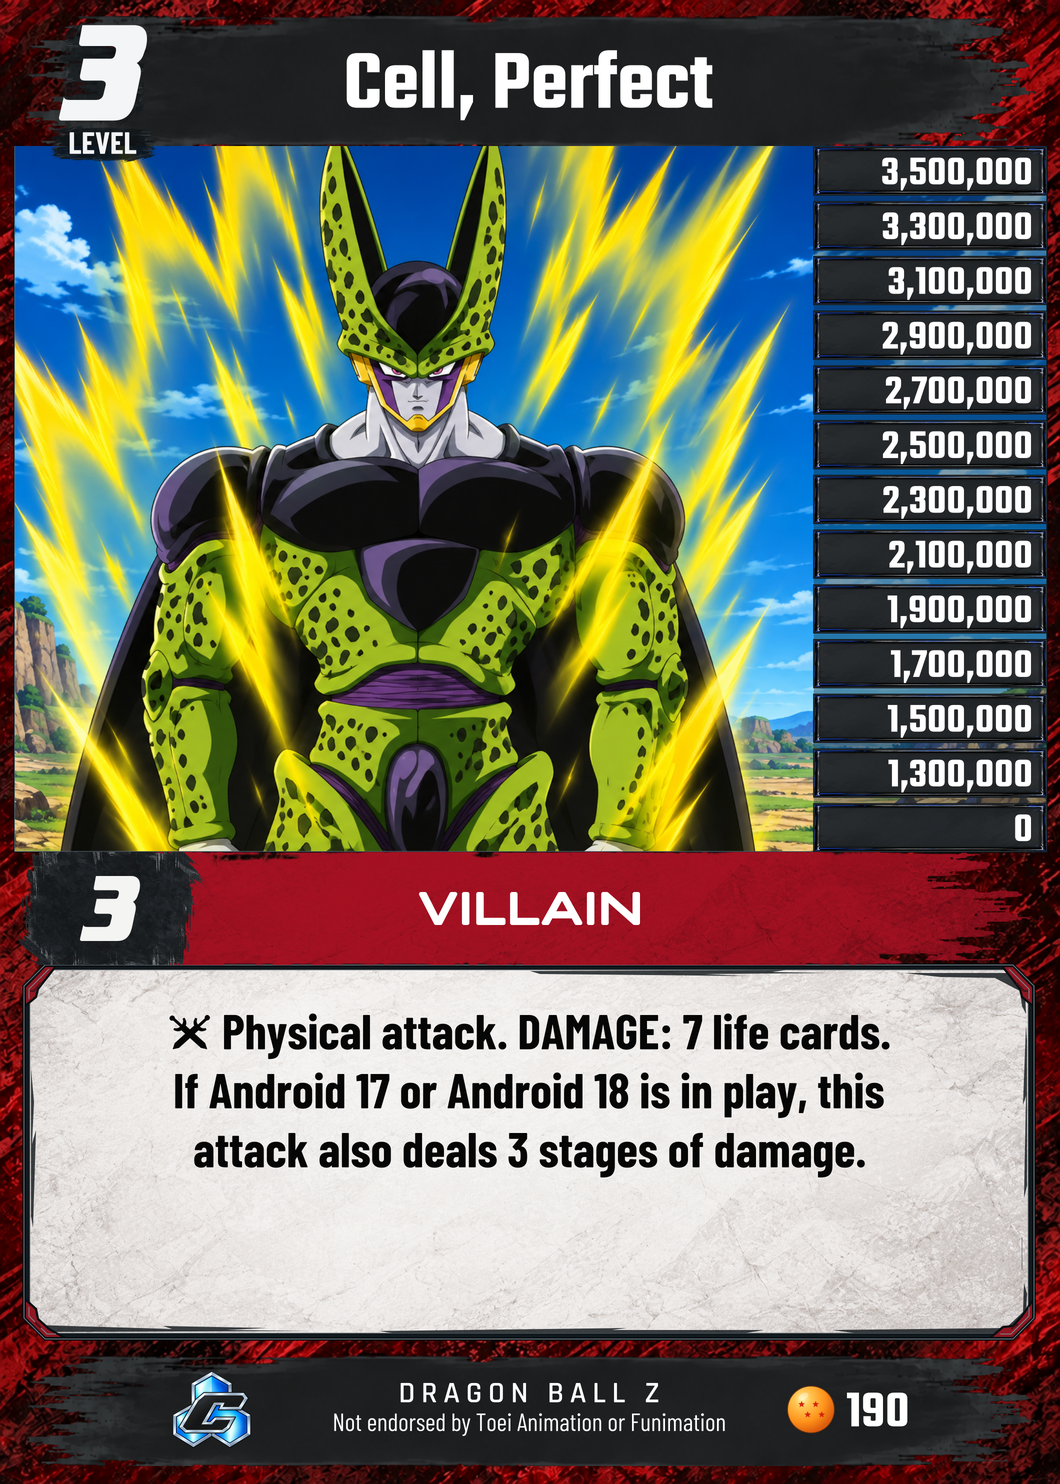 3
LEVEL
Cell, Perfect
3,500,000
3,300,000
3,100,000
2,900,000
2,700,000
2,500,000
2,300,000
2,100,000
1,900,000
1,700,000
1,500,000
1,300,000
0
3
VILLAIN
Physical attack. DAMAGE: 7 life cards.
If Android 17 or Android 18 is in play, this
attack also deals 3 stages of damage.
DRAGON BALL Z
Not endorsed by Toei Animation or Funimation
190